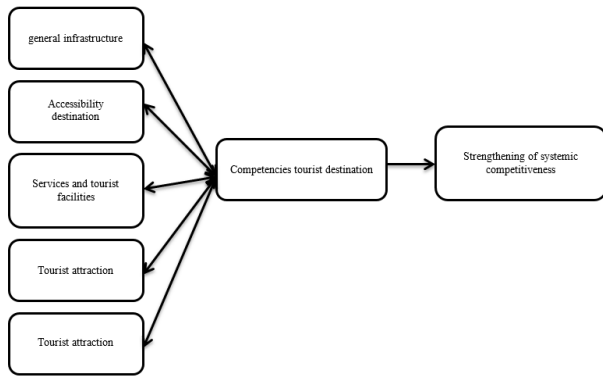 general infrastructure
Accessibility
destination
Services and tourist
facilities
Tourist attraction
Tourist attraction
Competencies tourist destination
Strengthening of systemic
competitiveness